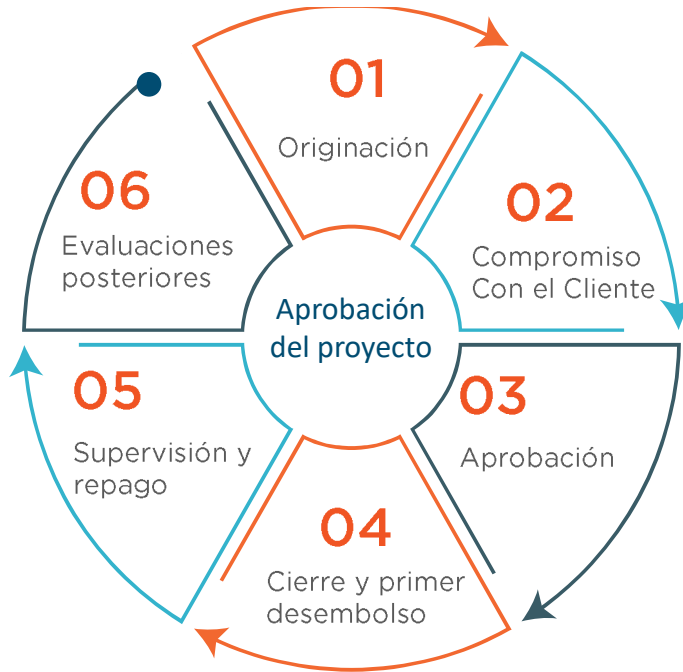 01
Originación
02
Compromiso
Con el Cliente
03
Aprobación
04
Cierre y primer
desembolso
05
Supervisión y
repago
06
Evaluaciones
posteriores
Aprobación
del proyecto